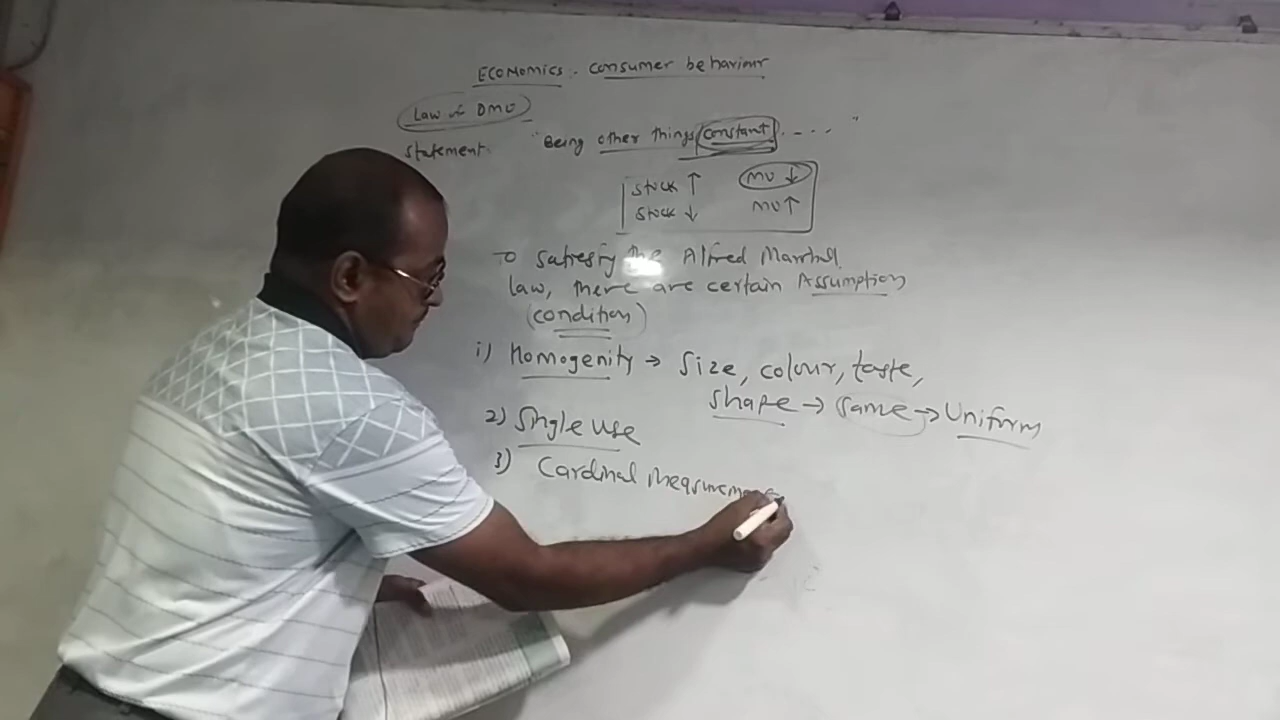 ECONOMICS: consumer behaviour
Law of DMU
Statement: "Being other things constant ...."
Stock ↑ MU ↓
Stock ↓ MU ↑
To satisfy the Alfred Marshal
law, there are certain Assumption
(condition)
i) Homogenity → Size, colour, taste,
shape → same → Uniform
2) Single use
3) Cardinal measurement